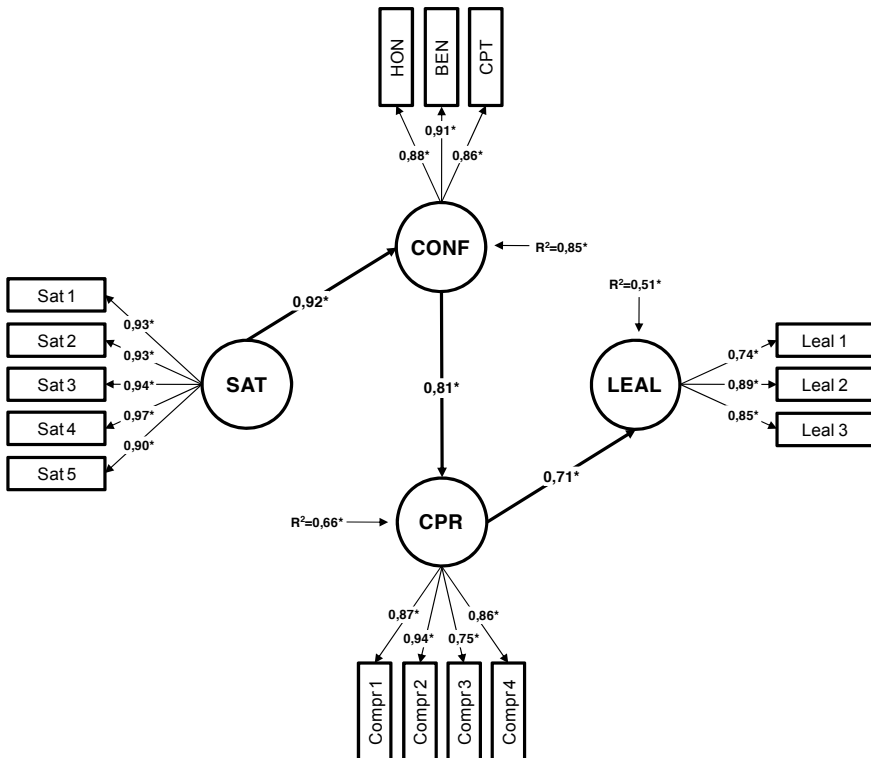 HON
BEN
CPT
0,91*
0,88*
0,86*
CONF
R²=0,85*
R²=0,51*
Sat 1
Sat 2
Sat 3
Sat 4
Sat 5
0,93*
0,93*
0,94*
0,97*
0,90*
SAT
0,92*
0,81*
LEAL
0,74*
0,89*
0,85*
Leal 1
Leal 2
Leal 3
0,71*
R²=0,66*
CPR
0,87*
0,94*
0,75*
0,86*
Compr 1
Compr 2
Compr 3
Compr 4